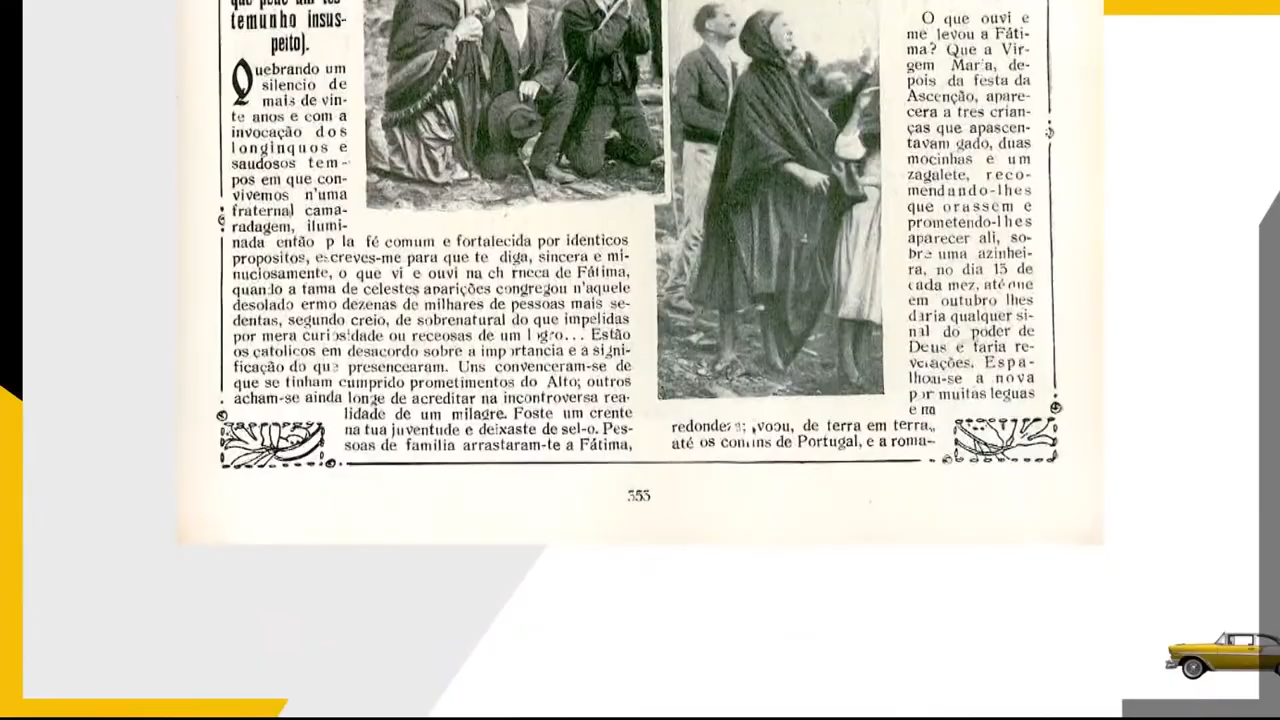 temunho insus-
peito).
Quebrando um
silencio de
mais de vin-
te anos e com a
invocação dos
longinquos e
saudosos tem-
pos em que con-
vivemos n'uma
fraternal cama-
radagem, ilumi-
nada então p la fé comum e fortalecida por identicos
propositos, escreves-me para que te diga, sincera e mi-
nuciosamente, o que vi e ouvi na ch rneca de Fátima,
quando a fama de celestes aparições congregou n'aquele
desolado ermo dezenas de milhares de pessoas mais se-
dentas, segundo creio, de sobrenatural do que impelidas
por mera curiosidade ou receosas de um l gro... Estão
os catolicos em desacordo sobre a importancia e a signi-
ficação do que presencearam. Uns convenceram-se de
que se tinham cumprido prometimentos do Alto; outros
acham-se ainda longe de acreditar na incontroversa rea-
lidade de um milagre. Foste um crente
na tua juventude e deixaste de sel-o. Pes-
soas de familia arrastaram-te a Fátima,
O que ouvi e
me levou a Fáti-
ma? Que a Vir-
gem Maria, de-
pois da festa da
Ascenção, apare-
cera a tres crian-
ças que apascen-
tavam gado, duas
mocinhas e um
zagalete, reco-
mendando-lhes
que orassem e
prometendo-lhes
aparecer ali, so-
bre uma azinhei-
ra, no dia 13 de
cada mez, até que
em outubro lhes
daria qualquer si-
nal do poder de
Deus e faria re-
velações. Espa-
lhou-se a nova
por muitas leguas
e m
redondeza; voou, de terra em terra,
até os confins de Portugal, e a roma-
353